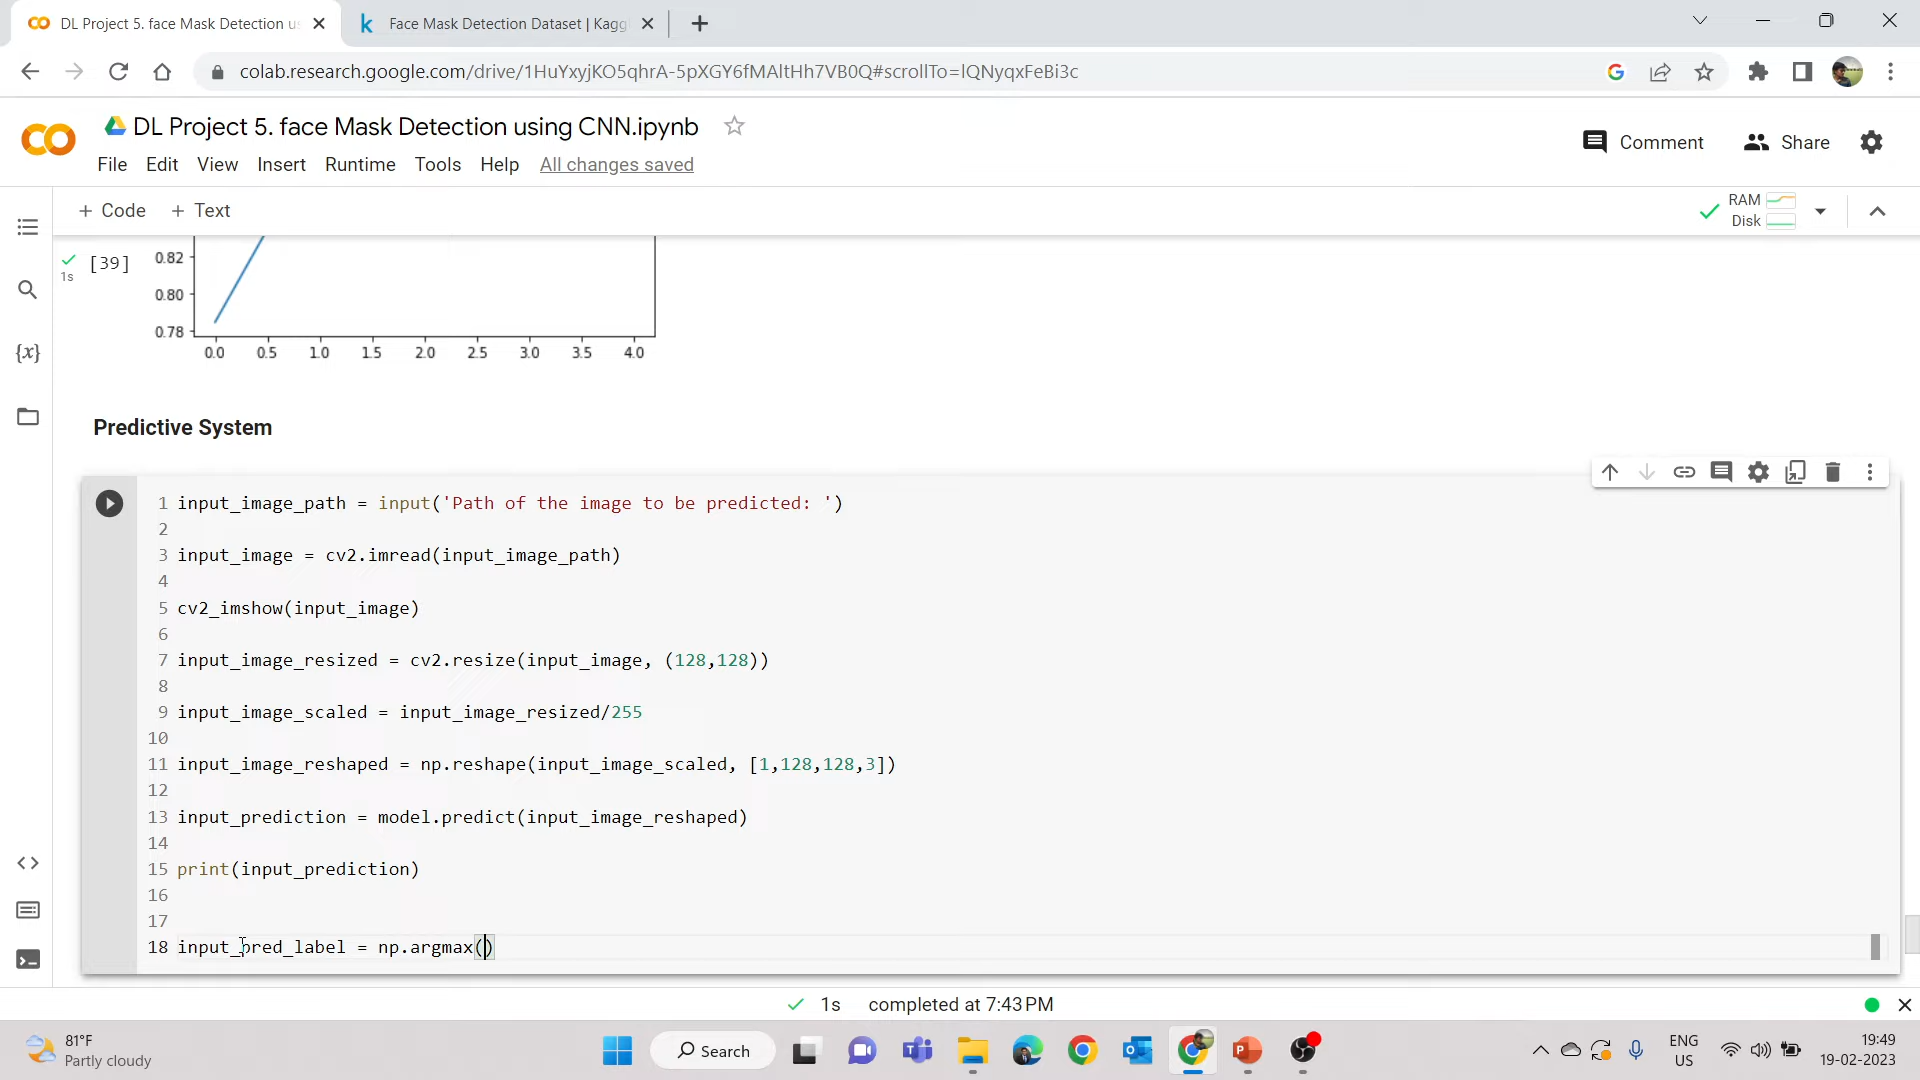 DL Project 5. face Mask Detection us
Face Mask Detection Dataset | Kagg
colab.research.google.com/drive/1HuYxyjKO5qhrA-5pXGY6fMAltHh7VB0Q#scrollTo=lQNyqxFeBi3c
DL Project 5. face Mask Detection using CNN.ipynb
Comment
Share
File Edit View Insert Runtime Tools Help All changes saved
+ Code + Text
RAM
Disk
[39]
1s
0.82
0.80
0.78
0.0 0.5 1.0 1.5 2.0 2.5 3.0 3.5 4.0
Predictive System
1 input_image_path = input('Path of the image to be predicted: ')
2
3 input_image = cv2.imread(input_image_path)
4
5 cv2_imshow(input_image)
6
7 input_image_resized = cv2.resize(input_image, (128,128))
8
9 input_image_scaled = input_image_resized/255
10
11 input_image_reshaped = np.reshape(input_image_scaled, [1,128,128,3])
12
13 input_prediction = model.predict(input_image_reshaped)
14
15 print(input_prediction)
16
17
18 input_pred_label = np.argmax()
1s completed at 7:43 PM
81°F
Partly cloudy
Search
ENG
US
19:49
19-02-2023